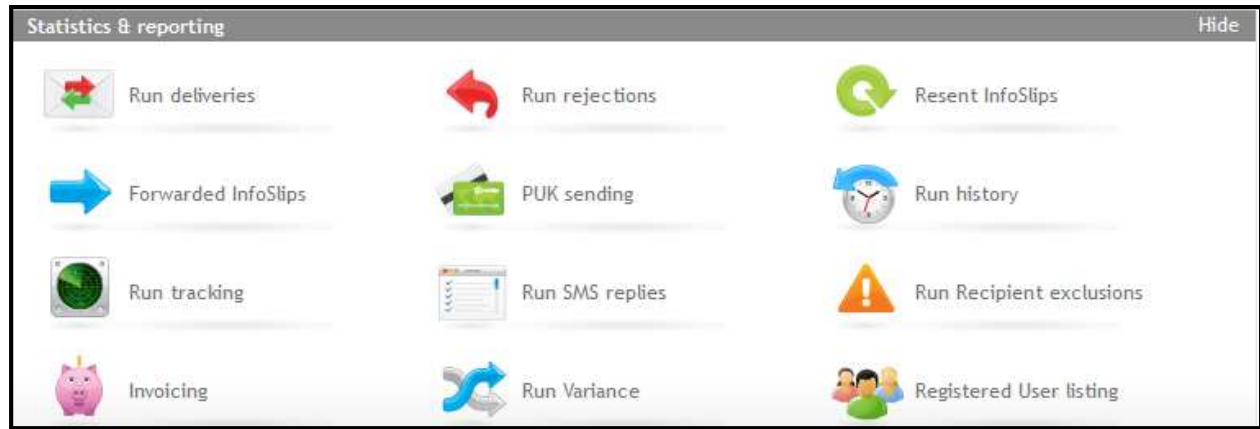 Statistics & reporting Hide
Run deliveries Run rejections Resent InfoSlips
Forwarded InfoSlips PUK sending Run history
Run tracking Run SMS replies Run Recipient exclusions
Invoicing Run Variance Registered User listing